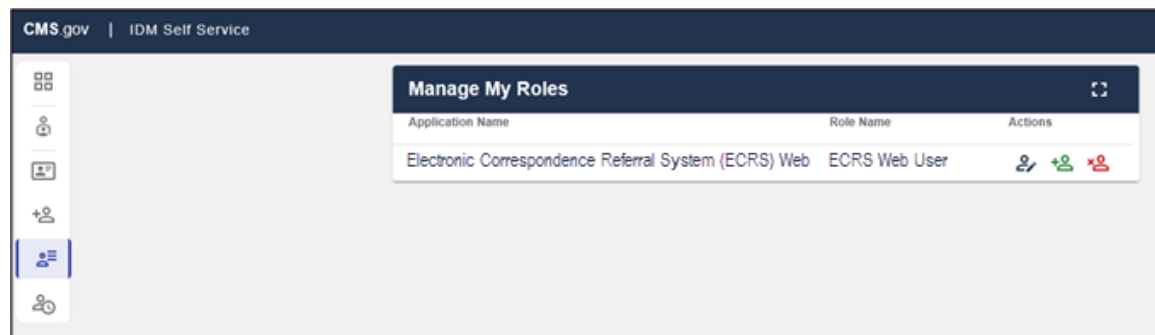 CMS.gov | IDM Self Service
Manage My Roles
Application Name Role Name Actions
Electronic Correspondence Referral System (ECRS) Web ECRS Web User